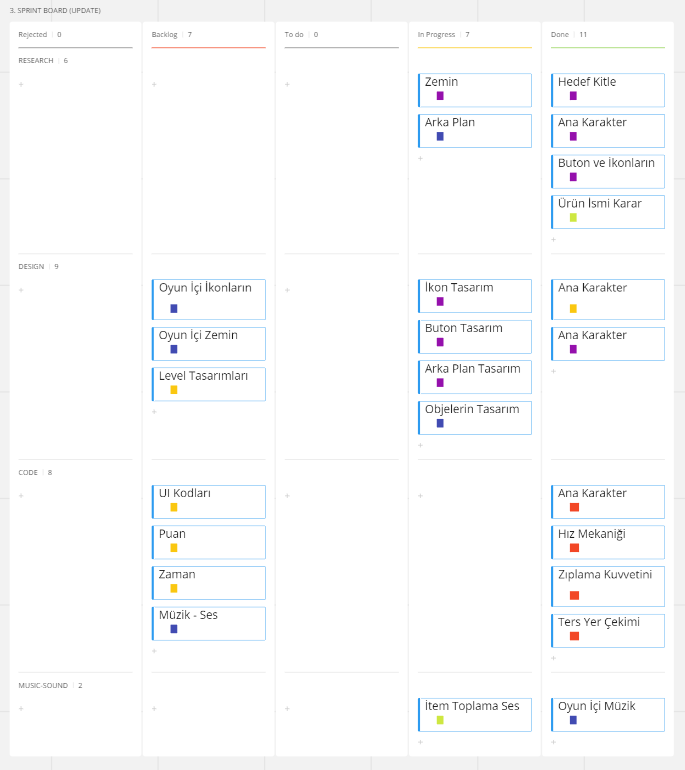 3. SPRINT BOARD (UPDATE)
Rejected | 0
Backlog | 7
To do | 0
In Progress | 7
Done | 11
RESEARCH | 6
Zemin
Arka Plan
Hedef Kitle
Ana Karakter
Buton ve İkonların
Ürün İsmi Karar
DESIGN | 9
Oyun İçi İkonların
Oyun İçi Zemin
Level Tasarımları
İkon Tasarım
Buton Tasarım
Arka Plan Tasarım
Objelerin Tasarım
Ana Karakter
Ana Karakter
CODE | 8
UI Kodları
Puan
Zaman
Müzik - Ses
Ana Karakter
Hız Mekaniği
Zıplama Kuvvetini
Ters Yer Çekimi
MUSIC-SOUND | 2
İtem Toplama Ses
Oyun İçi Müzik